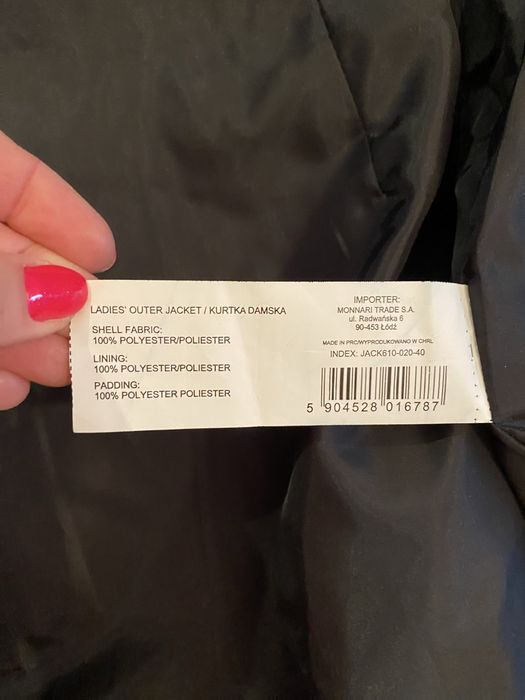 LADIES' OUTER JACKET / KURTKA DAMSKA
SHELL FABRIC:
100% POLYESTER/POLIESTER
LINING:
100% POLYESTER/POLIESTER
PADDING:
100% POLYESTER POLIESTER
IMPORTER:
MONNARI TRADE S.A.
ul. Radwańska 6
90-453 Łódź
MADE IN PRC/WYPRODUKOWANO W CHRL
INDEX: JACK610-020-40
5 904528 016787